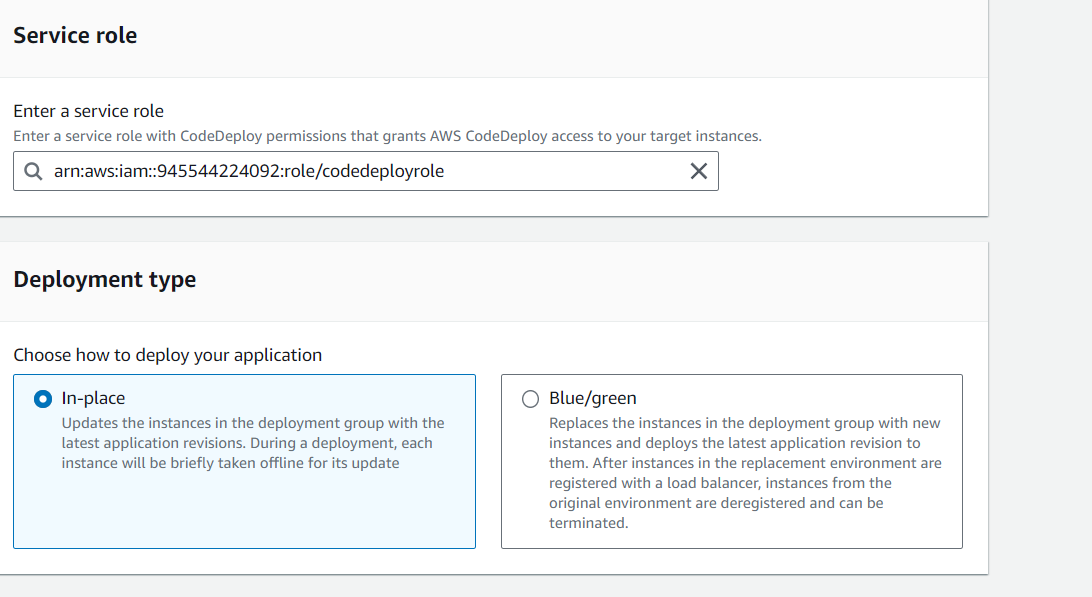 Service role
Enter a service role
Enter a service role with CodeDeploy permissions that grants AWS CodeDeploy access to your target instances.
arn:aws:iam::945544224092:role/codedeployrole
Deployment type
Choose how to deploy your application
In-place
Updates the instances in the deployment group with the
latest application revisions. During a deployment, each
instance will be briefly taken offline for its update
Blue/green
Replaces the instances in the deployment group with new
instances and deploys the latest application revision to
them. After instances in the replacement environment are
registered with a load balancer, instances from the
original environment are deregistered and can be
terminated.